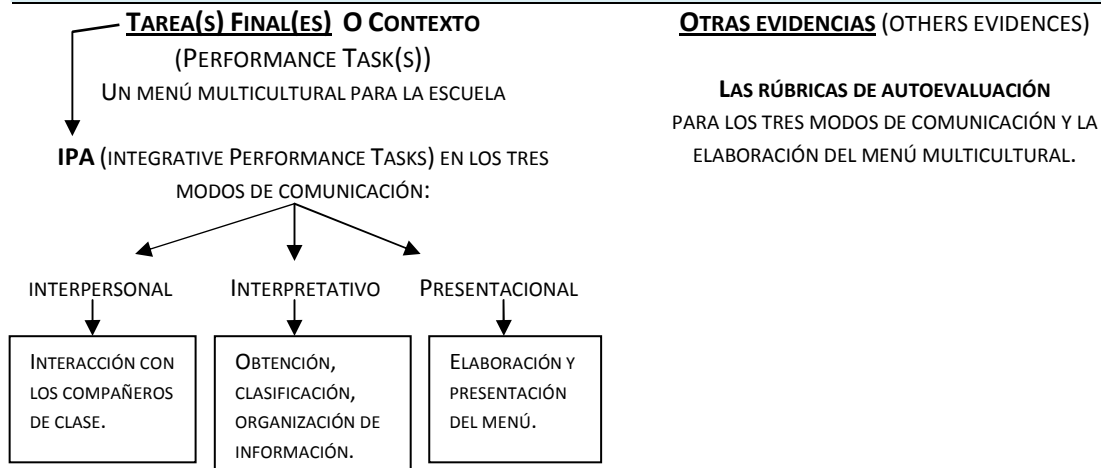 TAREA(S) FINAL(ES) O CONTEXTO
(PERFORMANCE TASK(S))
UN MENÚ MULTICULTURAL PARA LA ESCUELA
IPA (INTEGRATIVE PERFORMANCE TASKS) EN LOS TRES
MODOS DE COMUNICACIÓN:
INTERPERSONAL
INTERACCIÓN CON
LOS COMPAÑEROS
DE CLASE.
INTERPRETATIVO
OBTENCIÓN,
CLASIFICACIÓN,
ORGANIZACIÓN DE
INFORMACIÓN.
PRESENTACIONAL
ELABORACIÓN Y
PRESENTACIÓN
DEL MENÚ.
OTRAS EVIDENCIAS (OTHERS EVIDENCES)
LAS RÚBRICAS DE AUTOEVALUACIÓN
PARA LOS TRES MODOS DE COMUNICACIÓN Y LA
ELABORACIÓN DEL MENÚ MULTICULTURAL.